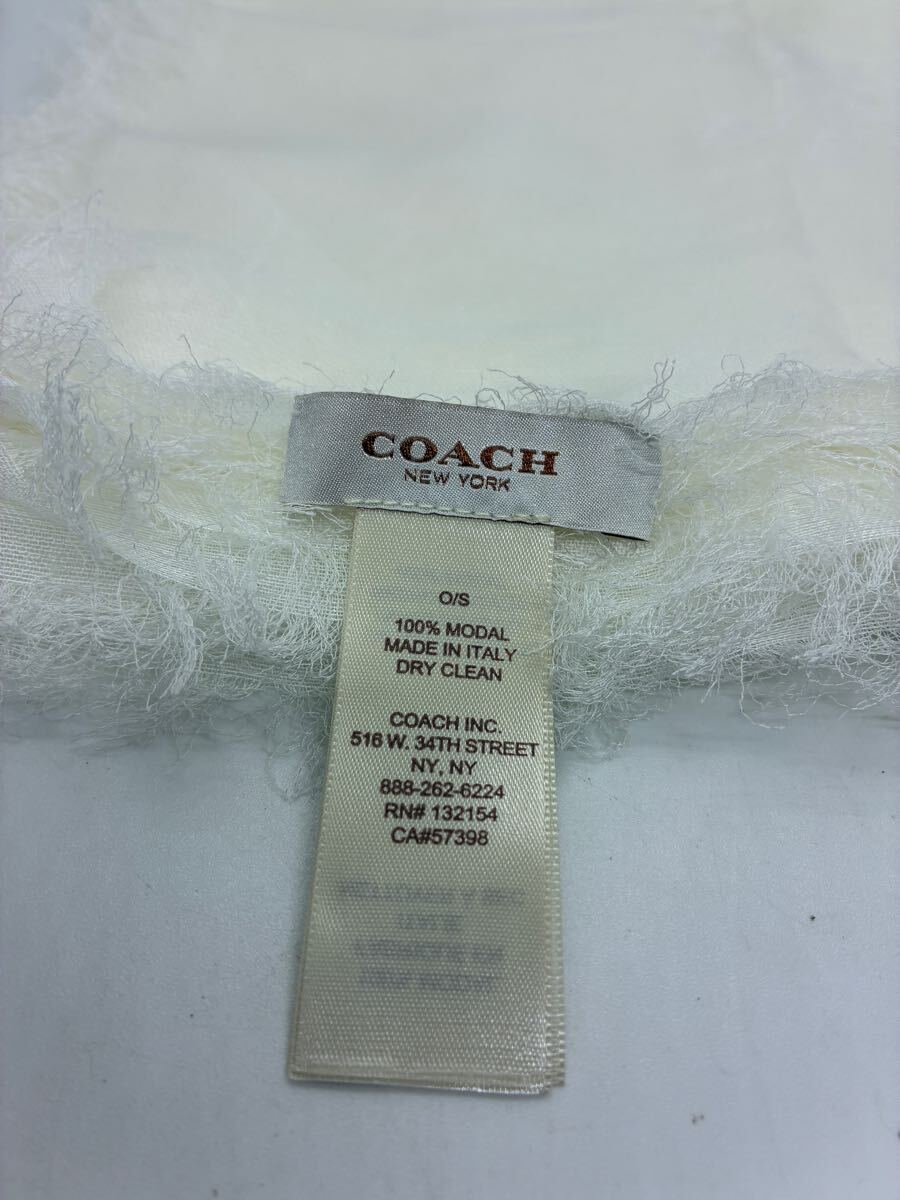 COACH
NEW YORK
O/S
100% MODAL
MADE IN ITALY
DRY CLEAN
COACH INC.
516 W. 34TH STREET
NY, NY
888-262-6224
RN# 132154
CA#57398